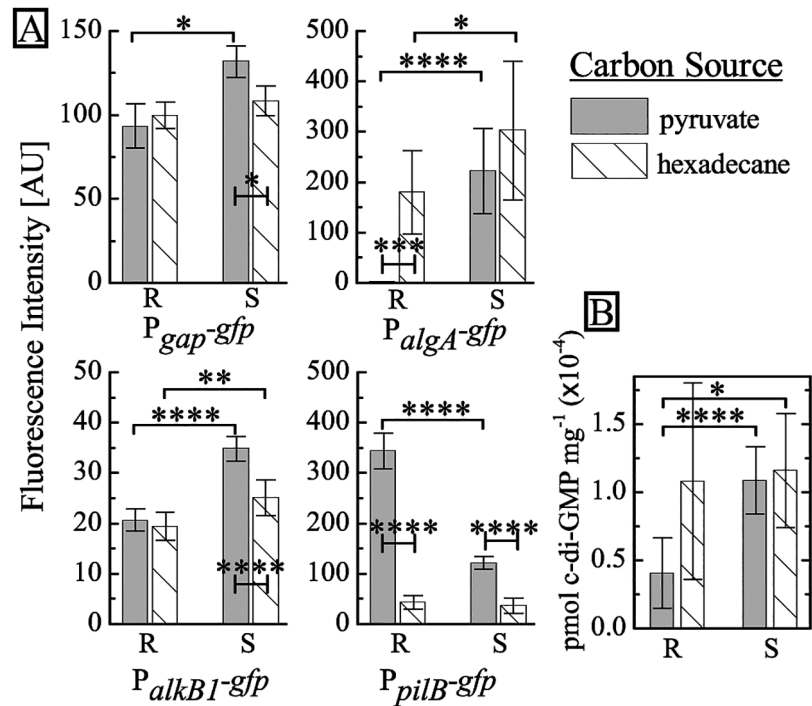 A
Fluorescence Intensity [AU]
150
100
50
0
*
*
R S
Pgap-gfp
500
400
300
200
100
0
*
****
***
R S
PalgA-gfp
Carbon Source
pyruvate
hexadecane
50
40
30
20
10
0
**
****
****
R S
PalkB1-gfp
500
400
300
200
100
0
****
****
****
R S
PpilB-gfp
B
pmol c-di-GMP mg-1 (x10-4)
1.5
1.0
0.5
0.0
*
****
R S